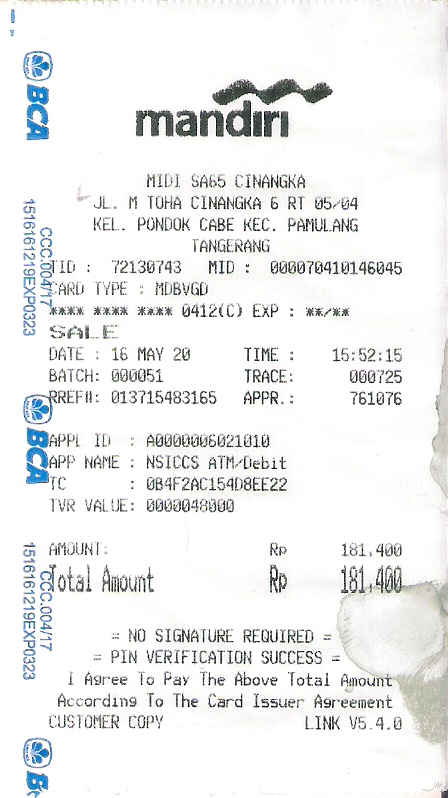 mandiri
MIDI SA65 CINANGKA
JL. M TOHA CINANGKA 6 RT 05/04
KEL. PONDOK CABE KEC. PAMULANG
TANGERANG
TID : 72130743 MID : 000070410146045
CARD TYPE : MDBVGD
**** **** **** 0412(C) EXP : **/**
SALE
DATE : 16 MAY 20 TIME : 15:52:15
BATCH: 000051 TRACE: 000725
RREF#: 013715483165 APPR.: 761076
APPL ID : A0000006021010
APP NAME : NSICCS ATM/Debit
TC : 0B4F2AC154D8EE22
TVR VALUE: 0000048000
AMOUNT: Rp 181,400
Total Amount Rp 181,400
= NO SIGNATURE REQUIRED =
= PIN VERIFICATION SUCCESS =
I Agree To Pay The Above Total Amount
According To The Card Issuer Agreement
CUSTOMER COPY LINK V5.4.0
BCA
CCC.004/17
1516161219EXP0323
BCA
CCC.004/17
1516161219EXP0323
B